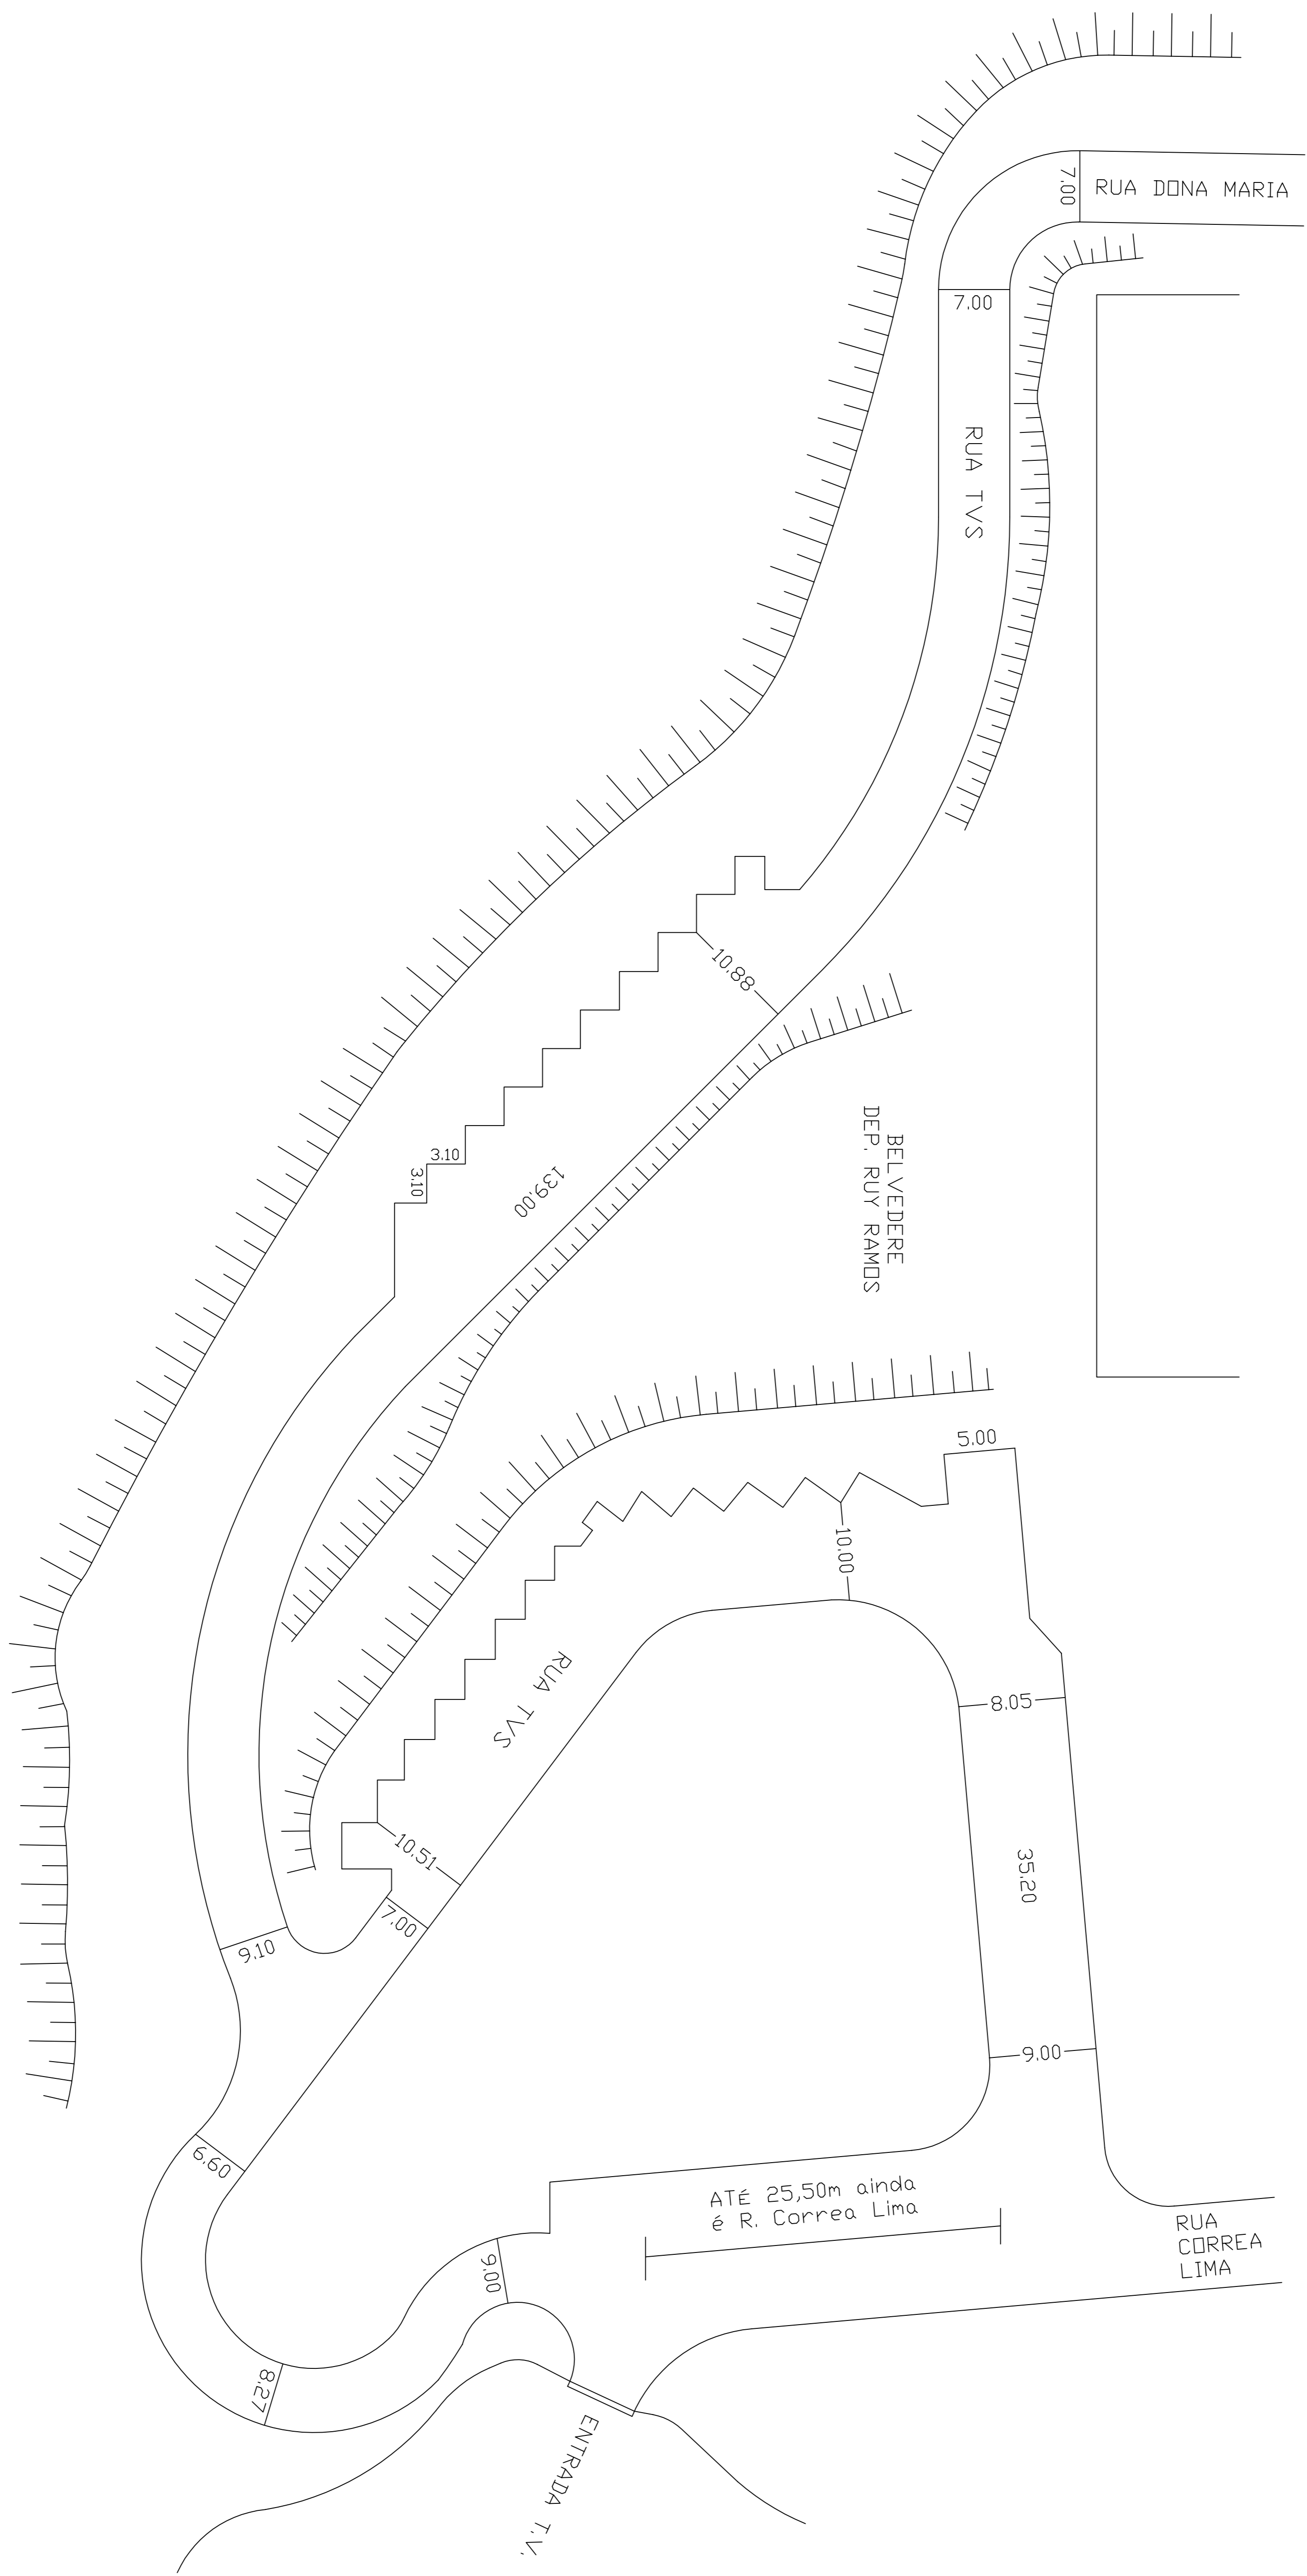 7.00
RUA DONA MARIA
7.00
RUA TVS
10.88
3.10
3.10
139.00
BELVEDERE
DEP. RUY RAMOS
5.00
10.00
RUA TVS
8.05
10.51
35.20
7.00
9.10
9.00
6.60
ATÉ 25,50m ainda
é R. Correa Lima
RUA
CORREA
LIMA
9.00
8.27
ENTRADA T.V.